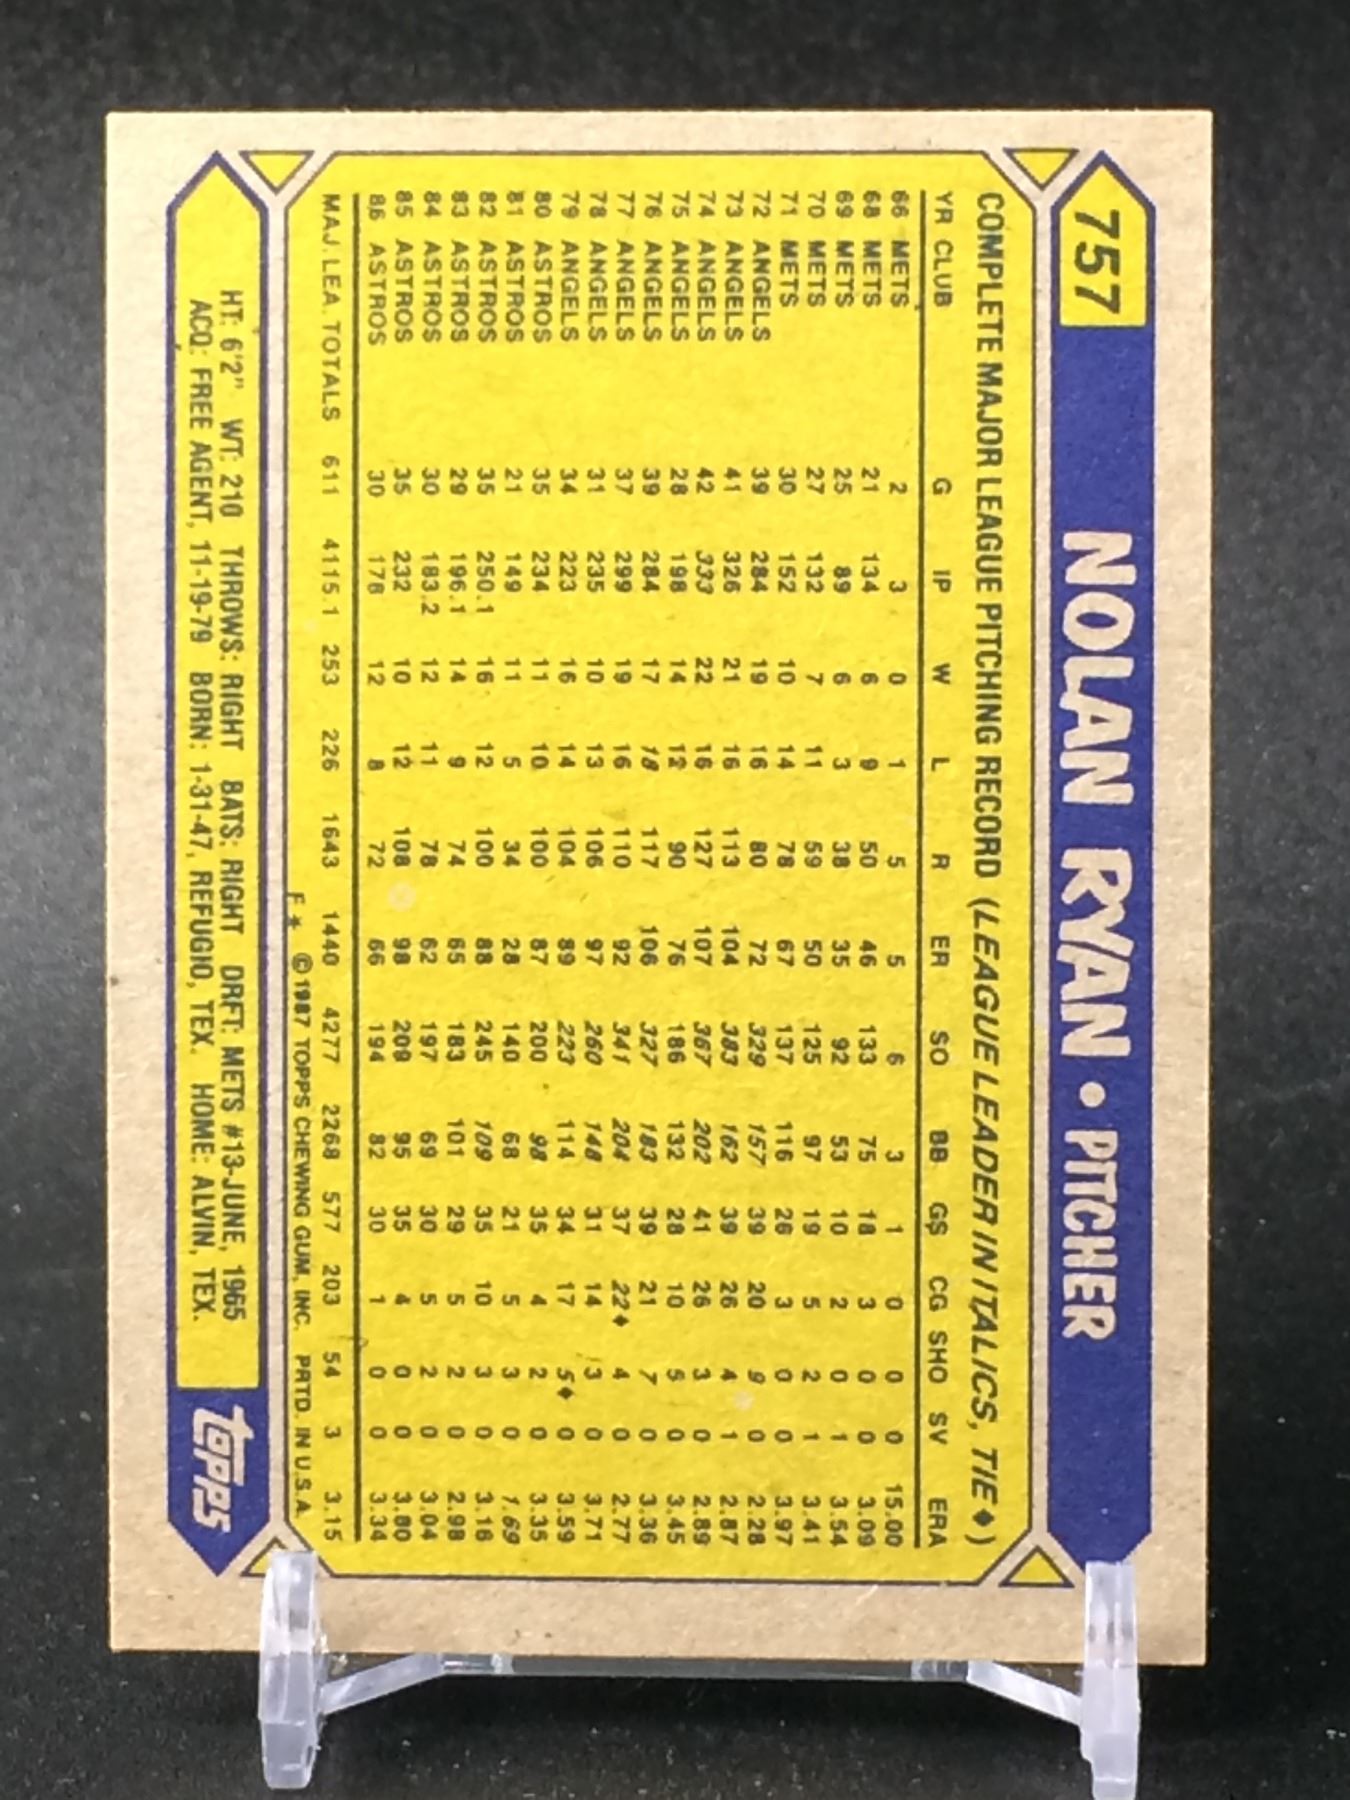 757 NOLAN RYAN • PITCHER
COMPLETE MAJOR LEAGUE PITCHING RECORD (LEAGUE LEADER IN ITALICS, TIE ♦)
YR CLUB G IP W L R ER SO BB GS CG SHO SV ERA
66 METS 2 3 0 1 5 5 6 3 1 0 0 0 15.00
68 METS 21 134 6 9 50 46 133 75 18 3 0 0 3.09
69 METS 25 89 6 3 38 35 92 53 10 2 0 1 3.54
70 METS 27 132 7 11 59 50 125 97 19 5 2 1 3.41
71 METS 30 152 10 14 78 67 137 116 26 3 0 0 3.97
72 ANGELS 39 284 19 16 80 72 329 157 39 20 9 0 2.28
73 ANGELS 41 326 21 16 113 104 383 162 39 26 4 1 2.87
74 ANGELS 42 333 22 16 127 107 367 202 41 26 3 0 2.89
75 ANGELS 28 198 14 12 90 76 186 132 28 10 5 0 3.45
76 ANGELS 39 284 17 18 117 106 327 183 39 21 7 0 3.36
77 ANGELS 37 299 19 16 110 92 341 204 37 22♦ 4 0 2.77
78 ANGELS 31 235 10 13 106 97 260 148 31 14 3 0 3.71
79 ANGELS 34 223 16 14 104 89 223 114 34 17 5♦ 0 3.59
80 ASTROS 35 234 11 10 100 87 200 98 35 4 2 0 3.35
81 ASTROS 21 149 11 5 34 28 140 68 21 5 3 0 1.69
82 ASTROS 35 250.1 16 12 100 88 245 109 35 10 3 0 3.16
83 ASTROS 29 196.1 14 9 74 65 183 101 29 5 2 0 2.98
84 ASTROS 30 183.2 12 11 78 62 197 69 30 5 2 0 3.04
85 ASTROS 35 232 10 12 108 98 209 95 35 4 0 0 3.80
86 ASTROS 30 178 12 8 72 66 194 82 30 1 0 0 3.34
MAJ. LEA. TOTALS 611 4115.1 253 226 1643 1440 4277 2268 577 203 54 3 3.15
F* © 1987 TOPPS CHEWING GUM, INC. PRTD. IN U.S.A.
HT: 6'2" WT: 210 THROWS: RIGHT BATS: RIGHT DRFT: METS #13-JUNE, 1965
ACQ: FREE AGENT, 11-19-79 BORN: 1-31-47, REFUGIO, TEX. HOME: ALVIN, TEX.
topps